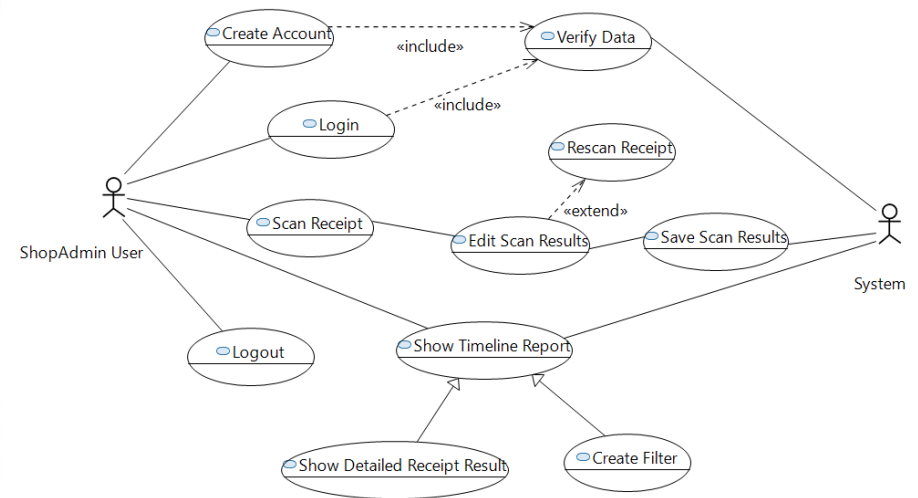 Create Account
Verify Data
«include»
«include»
Login
Rescan Receipt
«extend»
Scan Receipt
Edit Scan Results
Save Scan Results
ShopAdmin User
System
Show Timeline Report
Logout
Show Detailed Receipt Result
Create Filter